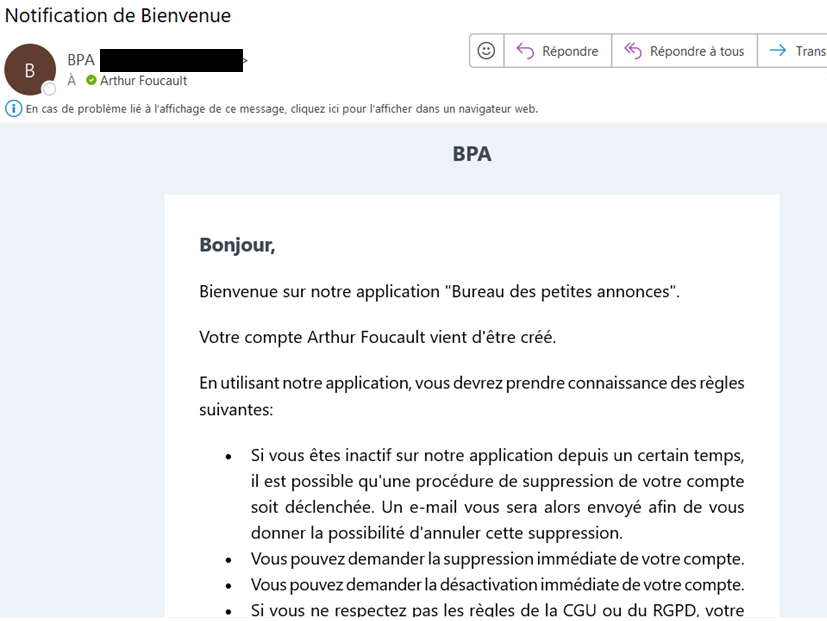 Notification de Bienvenue
B
BPA
>
À Arthur Foucault
Répondre
Répondre à tous
En cas de problème lié à l'affichage de ce message, cliquez ici pour l'afficher dans un navigateur web.
BPA
Bonjour,
Bienvenue sur notre application "Bureau des petites annonces".
Votre compte Arthur Foucault vient d'être créé.
En utilisant notre application, vous devrez prendre connaissance des règles
suivantes:
• Si vous êtes inactif sur notre application depuis un certain temps,
il est possible qu'une procédure de suppression de votre compte
soit déclenchée. Un e-mail vous sera alors envoyé afin de vous
donner la possibilité d'annuler cette suppression.
• Vous pouvez demander la suppression immédiate de votre compte.
• Vous pouvez demander la désactivation immédiate de votre compte.
• Si vous ne respectez pas les règles de la CGU ou du RGPD, votre